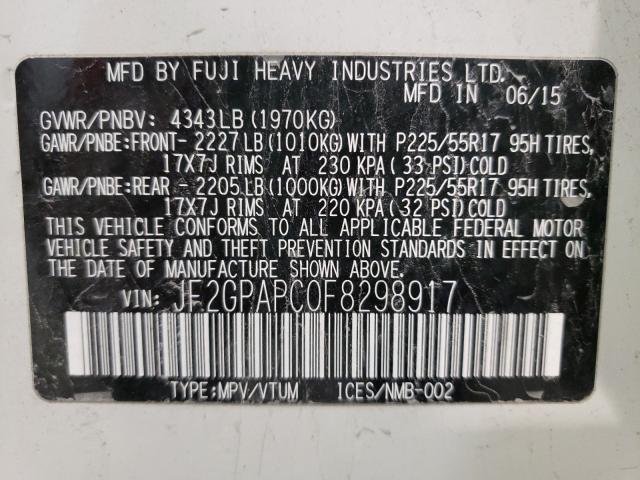 MFD BY FUJI HEAVY INDUSTRIES LTD.
MFD IN 06/15
GVWR/PNBV: 4343LB(1970KG)
GAWR/PNBE:FRONT- 2227LB(1010KG)WITH P225/55R17 95H TIRES,
17X7J RIMS AT 230 KPA(33 PSI)COLD
GAWR/PNBE:REAR - 2205LB(1000KG)WITH P225/55R17 95H TIRES,
17X7J RIMS AT 220 KPA(32 PSI)COLD
THIS VEHICLE CONFORMS TO ALL APPLICABLE FEDERAL MOTOR
VEHICLE SAFETY AND THEFT PREVENTION STANDARDS IN EFFECT ON
THE DATE OF MANUFACTURE SHOWN ABOVE.
VIN: JF2GPAPC0F8298917
TYPE:MPV/VTUM ICES/NMB-002